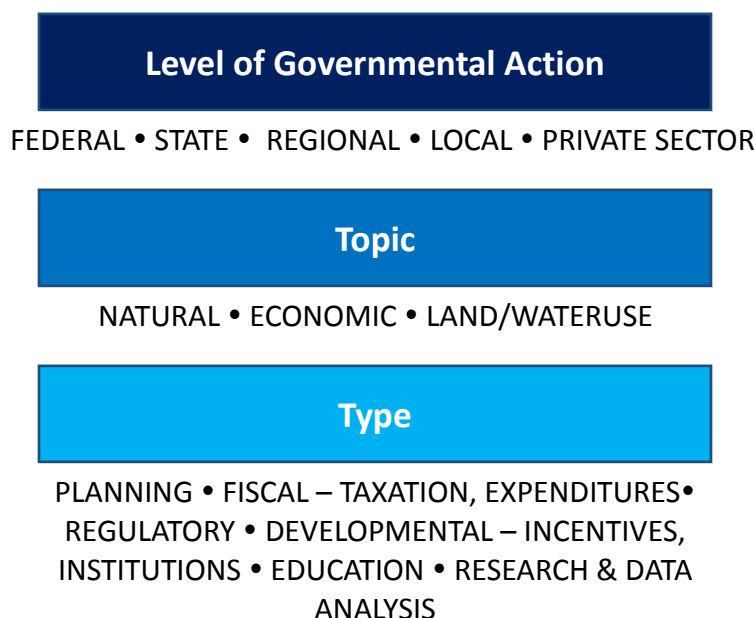 Level of Governmental Action
FEDERAL • STATE • REGIONAL • LOCAL • PRIVATE SECTOR
Topic
NATURAL • ECONOMIC • LAND/WATERUSE
Type
PLANNING • FISCAL – TAXATION, EXPENDITURES•
REGULATORY • DEVELOPMENTAL – INCENTIVES,
INSTITUTIONS • EDUCATION • RESEARCH & DATA
ANALYSIS